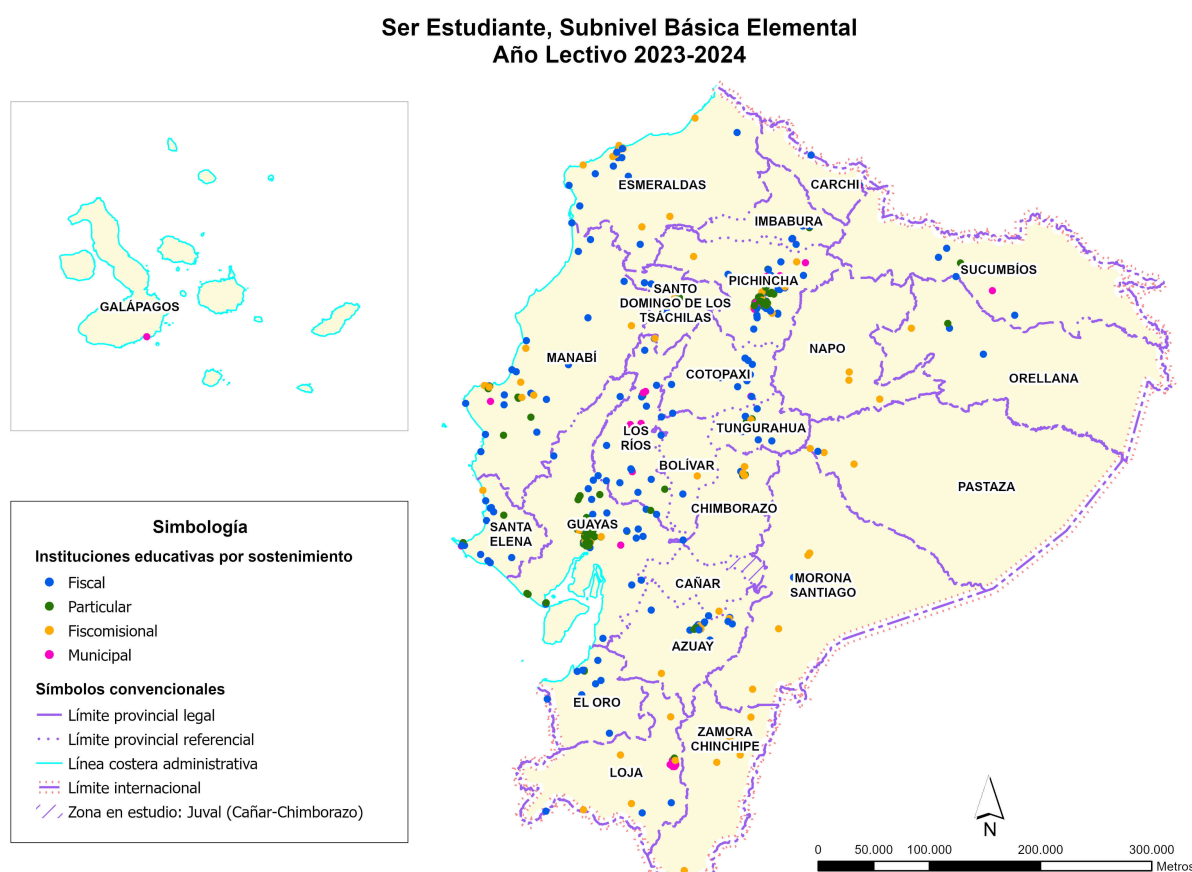 Ser Estudiante, Subnivel Básica Elemental
Año Lectivo 2023-2024
GALÁPAGOS
ESMERALDAS
CARCHI
IMBABURA
SUCUMBÍOS
PICHINCHA
SANTO
DOMINGO DE LOS
TSÁCHILAS
NAPO
MANABÍ
COTOPAXI
ORELLANA
TUNGURAHUA
LOS
RÍOS
BOLÍVAR
PASTAZA
CHIMBORAZO
GUAYAS
SANTA
ELENA
CAÑAR
MORONA
SANTIAGO
AZUAY
EL ORO
ZAMORA
CHINCHIPE
LOJA
Simbología
Instituciones educativas por sostenimiento
Fiscal
Particular
Fiscomisional
Municipal
Símbolos convencionales
Límite provincial legal
Límite provincial referencial
Línea costera administrativa
Límite internacional
Zona en estudio: Juval (Cañar-Chimborazo)
N
0 50.000 100.000 200.000 300.000
Metros